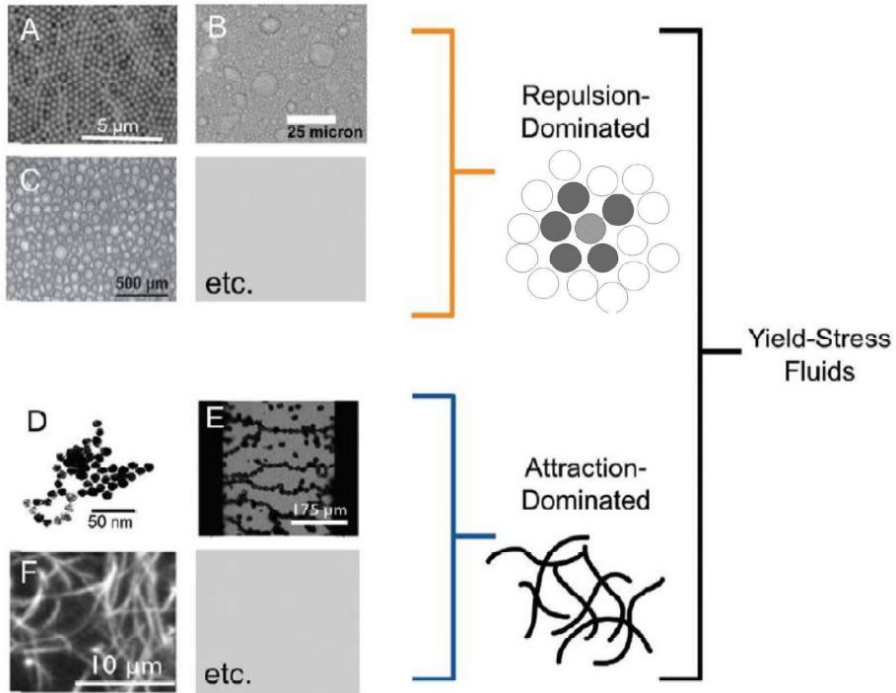 A
5 μm
B
25 micron
C
500 μm
etc.
Repulsion-
Dominated
Yield-Stress
Fluids
D
50 nm
E
175 μm
F
10 μm
etc.
Attraction-
Dominated